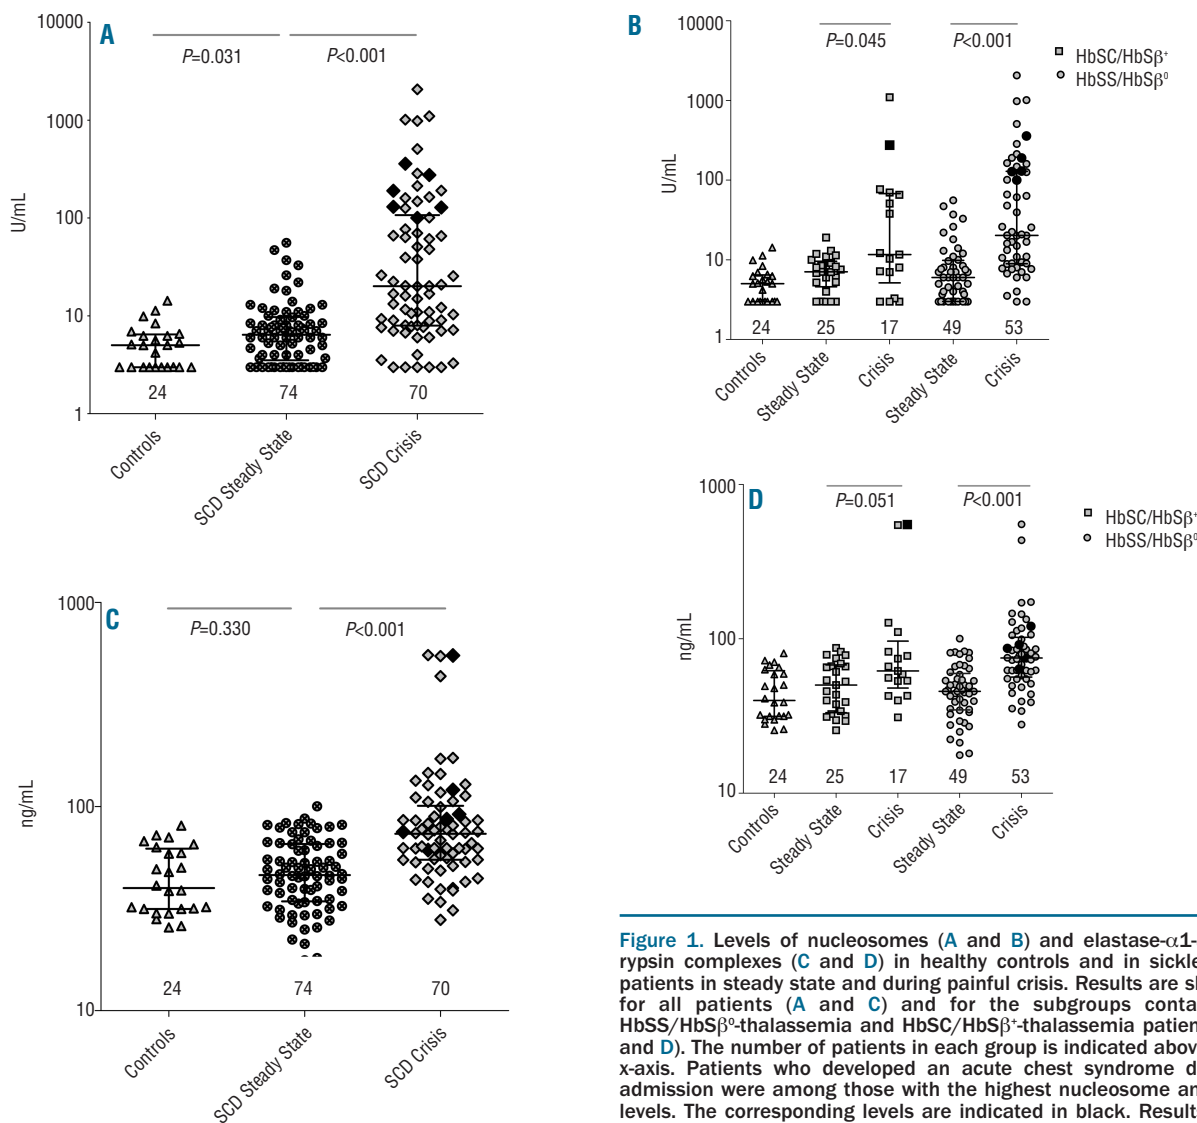 A
10000
1000
100
10
1
U/mL
P=0.031
P<0.001
24
74
70
Controls
SCD Steady State
SCD Crisis
B
10000
1000
100
10
1
U/mL
P=0.045
P<0.001
HbSC/HbSβ⁺
HbSS/HbSβ⁰
24
25
17
49
53
Controls
Steady State
Crisis
Steady State
Crisis
C
1000
100
10
ng/mL
P=0.330
P<0.001
24
74
70
Controls
SCD Steady State
SCD Crisis
D
1000
100
10
ng/mL
P=0.051
P<0.001
HbSC/HbSβ⁺
HbSS/HbSβ⁰
24
25
17
49
53
Controls
Steady State
Crisis
Steady State
Crisis
Figure 1. Levels of nucleosomes (A and B) and elastase-α1-
rypsin complexes (C and D) in healthy controls and in sickle
patients in steady state and during painful crisis. Results are s
for all patients (A and C) and for the subgroups conta
HbSS/HbSβ⁰-thalassemia and HbSC/HbSβ⁺-thalassemia patien
and D). The number of patients in each group is indicated above
x-axis. Patients who developed an acute chest syndrome d
admission were among those with the highest nucleosome an
levels. The corresponding levels are indicated in black. Result